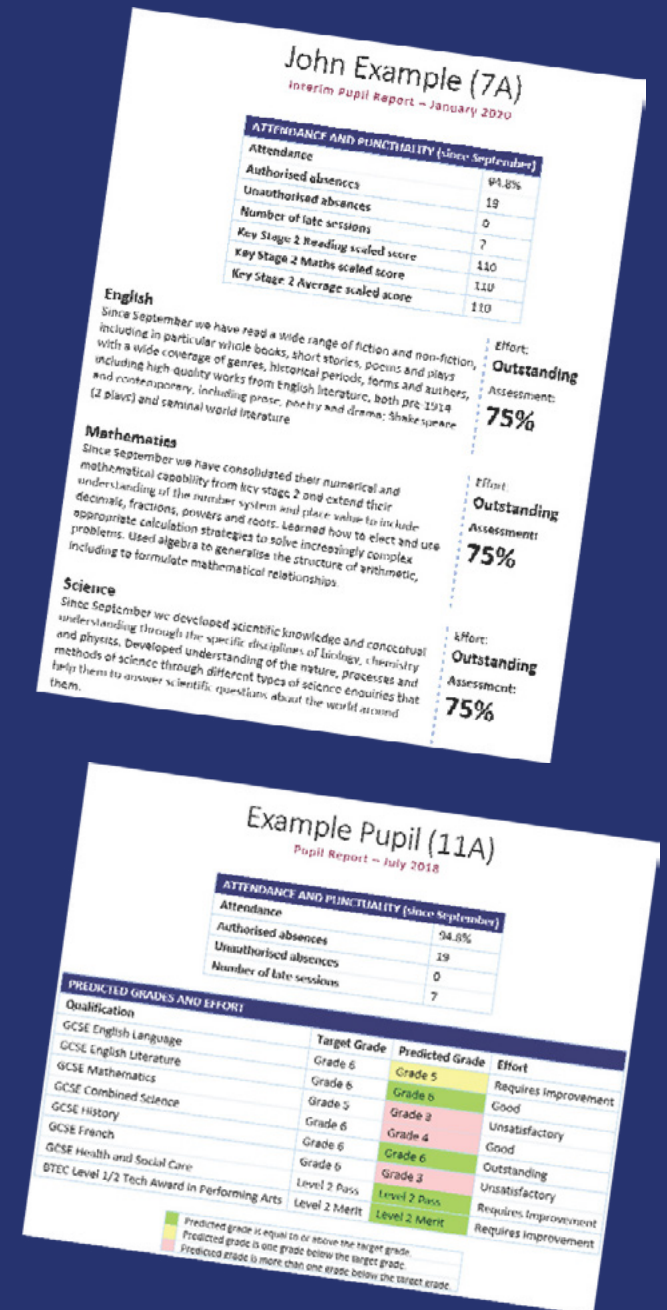 John Example (7A)
Interim Pupil Report – January 2020
ATTENDANCE AND PUNCTUALITY (since September)
Attendance 94.8%
Authorised absences 19
Unauthorised absences 0
Number of late sessions 7
Key Stage 2 Reading scaled score 110
Key Stage 2 Maths scaled score 110
Key Stage 2 Average scaled score 110
English
Since September we have read a wide range of fiction and non-fiction,
including in particular whole books, short stories, poems and plays
with a wide coverage of genres, historical periods, forms and authors,
including high-quality works from English literature, both pre 1914
and contemporary, including prose, poetry and drama; Shakespeare
(2 plays) and seminal world literature
Effort:
Outstanding
Assessment:
75%
Mathematics
Since September we have consolidated their numerical and
mathematical capability from key stage 2 and extend their
understanding of the number system and place value to include
decimals, fractions, powers and roots. Learned how to elect and use
appropriate calculation strategies to solve increasingly complex
problems. Used algebra to generalise the structure of arithmetic,
including to formulate mathematical relationships.
Effort:
Outstanding
Assessment:
75%
Science
Since September we developed scientific knowledge and conceptual
understanding through the specific disciplines of biology, chemistry
and physics. Developed understanding of the nature, processes and
methods of science through different types of science enquiries that
help them to answer scientific questions about the world around
them.
Effort:
Outstanding
Assessment:
75%
Example Pupil (11A)
Pupil Report – July 2018
ATTENDANCE AND PUNCTUALITY (since September)
Attendance 94.8%
Authorised absences 19
Unauthorised absences 0
Number of late sessions 7
PREDICTED GRADES AND EFFORT
Qualification Target Grade Predicted Grade Effort
GCSE English Language Grade 6 Grade 5 Requires Improvement
GCSE English Literature Grade 6 Grade 6 Good
GCSE Mathematics Grade 5 Grade 3 Unsatisfactory
GCSE Combined Science Grade 6 Grade 4 Good
GCSE History Grade 6 Grade 6 Outstanding
GCSE French Grade 6 Grade 3 Unsatisfactory
GCSE Health and Social Care Level 2 Pass Level 2 Pass Requires Improvement
BTEC Level 1/2 Tech Award in Performing Arts Level 2 Merit Level 2 Merit Requires Improvement
Predicted grade is equal to or above the target grade.
Predicted grade is one grade below the target grade.
Predicted grade is more than one grade below the target grade.